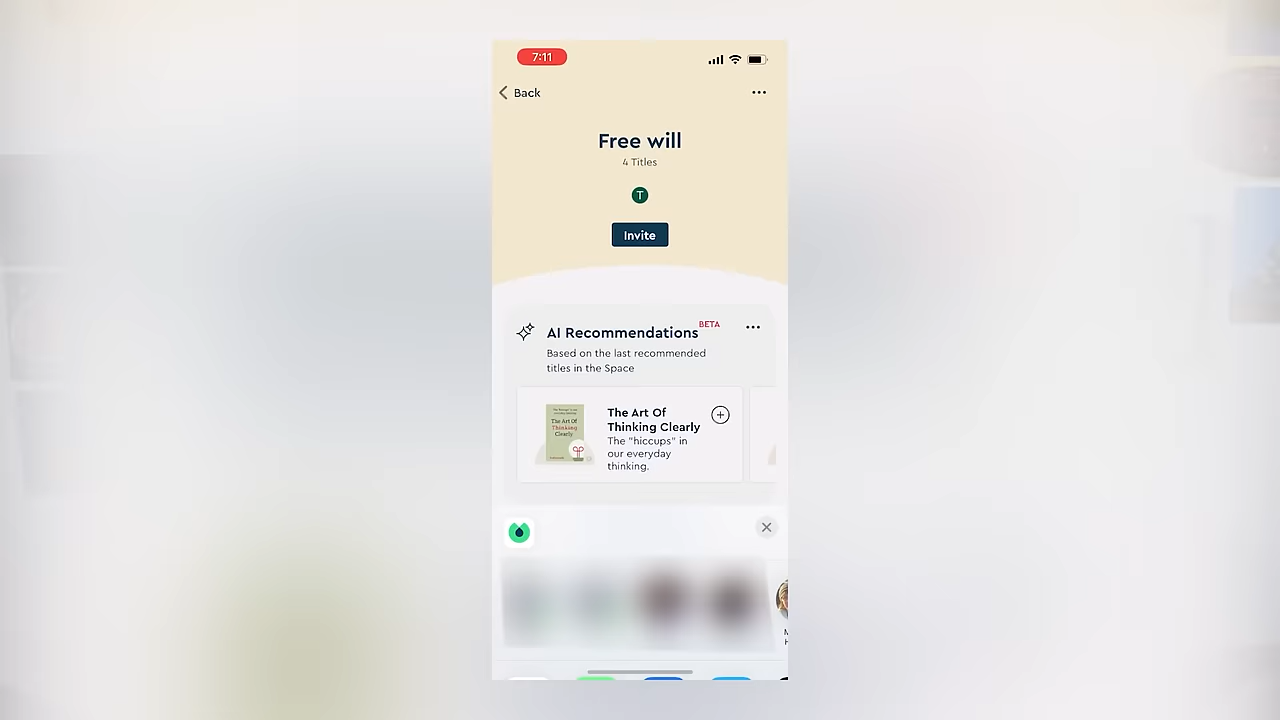 7:11
Back
Free will
4 Titles
T
Invite
AI Recommendations BETA
Based on the last recommended
titles in the Space
The Art Of
Thinking Clearly
The "hiccups" in
our everyday
thinking.
The Art Of
Thinking
Clearly